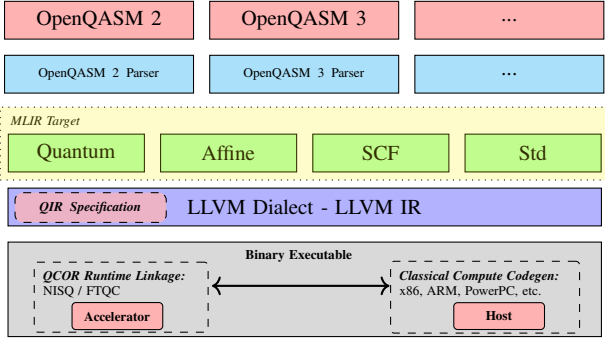 OpenQASM 2
OpenQASM 3
...
OpenQASM 2 Parser
OpenQASM 3 Parser
...
MLIR Target
Quantum
Affine
SCF
Std
QIR Specification
LLVM Dialect - LLVM IR
Binary Executable
QCOR Runtime Linkage:
NISQ / FTQC
Accelerator
Classical Compute Codegen:
x86, ARM, PowerPC, etc.
Host